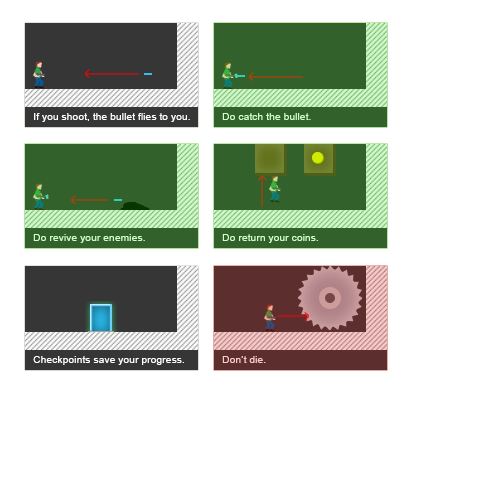 If you shoot, the bullet flies to you.
Do catch the bullet.
Do revive your enemies.
Do return your coins.
Checkpoints save your progress.
Don't die.